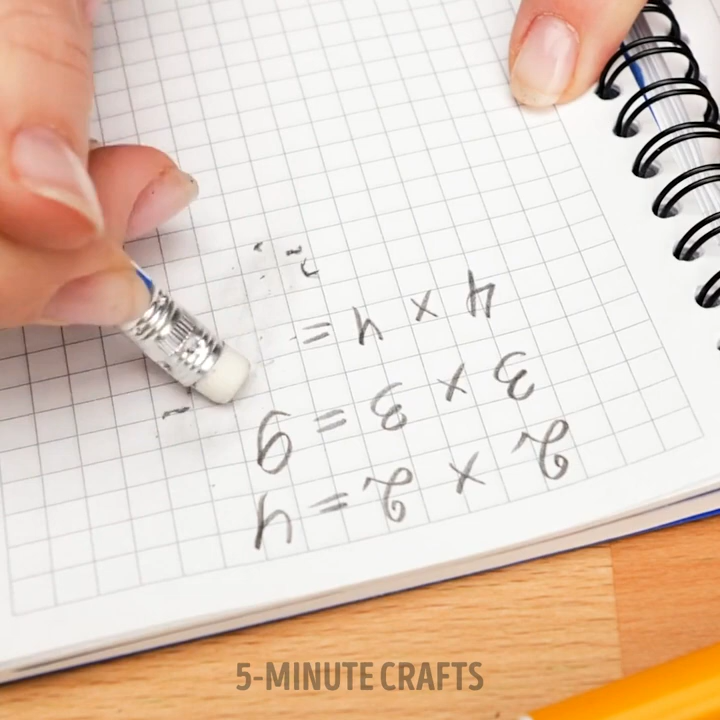 2 × 2 = 4
3 × 3 = 9
4 × 4 =
5-MINUTE CRAFTS